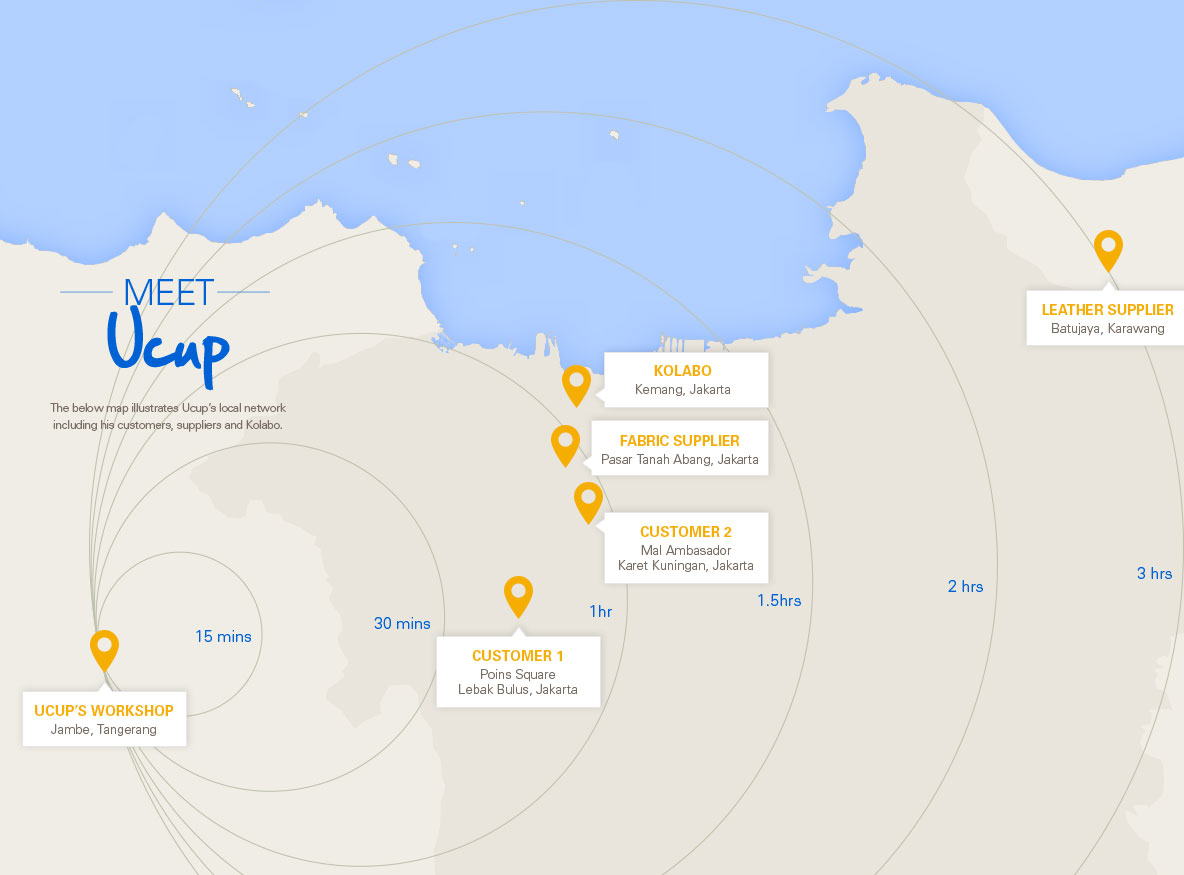 MEET
Ucup
The below map illustrates Ucup's local network
including his customers, suppliers and Kolabo.
LEATHER SUPPLIER
Batujaya, Karawang
KOLABO
Kemang, Jakarta
FABRIC SUPPLIER
Pasar Tanah Abang, Jakarta
CUSTOMER 2
Mal Ambasador
Karet Kuningan, Jakarta
15 mins
30 mins
1hr
1.5hrs
2 hrs
3 hrs
CUSTOMER 1
Poins Square
Lebak Bulus, Jakarta
UCUP'S WORKSHOP
Jambe, Tangerang